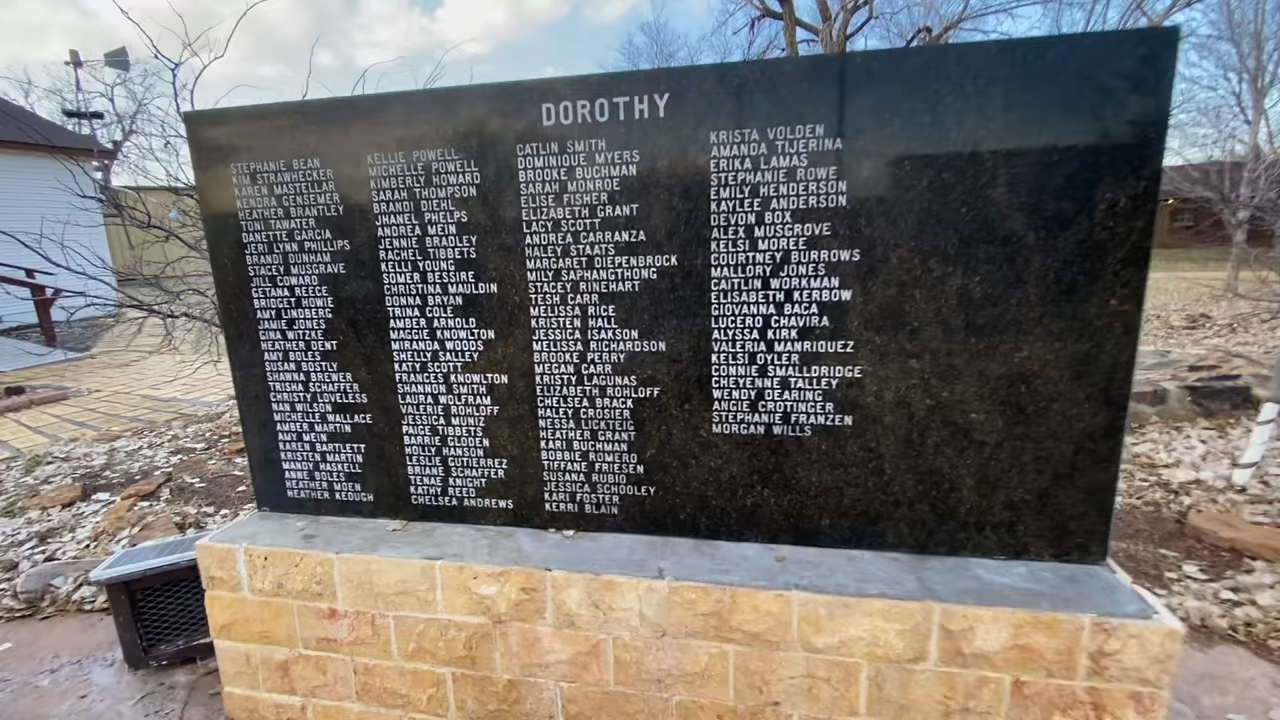 DOROTHY
STEPHANIE BEAN
KIM STRAWHECKER
KAREN MASTELLAR
KENDRA GENSEMER
HEATHER BRANTLEY
TONI TAWATER
DANETTE GARCIA
JERI LYNN PHILLIPS
BRANDI DUNHAM
STACEY MUSGRAVE
JILL COWARD
GETANA REECE
BRIDGET HOWIE
AMY LINDBERG
JAMIE JONES
GINA WITZKE
HEATHER DENT
AMY BOLES
SUSAN BOSTLY
SHAWNA BREWER
TRISHA SCHAFFER
CHRISTY LOVELESS
NAN WILSON
MICHELLE WALLACE
AMBER MARTIN
AMY MEIN
KAREN BARTLETT
KRISTEN MARTIN
MANDY HASKELL
ANNE BOLES
HEATHER MOEN
HEATHER KEOUGH
KELLIE POWELL
MICHELLE POWELL
KIMBERLY HOWARD
SARAH THOMPSON
BRANDI DIEHL
JHANEL PHELPS
ANDREA MEIN
JENNIE BRADLEY
RACHEL TIBBETS
KELLI YOUNG
SOMER BESSIRE
CHRISTINA MAULDIN
DONNA BRYAN
TRINA COLE
AMBER ARNOLD
MAGGIE KNOWLTON
MIRANDA WOODS
SHELLY SALLEY
KATY SCOTT
FRANCES KNOWLTON
SHANNON SMITH
LAURA WOLFRAM
VALERIE ROHLOFF
JESSICA MUNIZ
PAIGE TIBBETS
BARRIE GLODEN
HOLLY HANSON
LESLIE GUTIERREZ
BRIANE SCHAFFER
TENAE KNIGHT
KATHY REED
CHELSEA ANDREWS
CATLIN SMITH
DOMINIQUE MYERS
BROOKE BUCHMAN
SARAH MONROE
ELISE FISHER
ELIZABETH GRANT
LACY SCOTT
ANDREA CARRANZA
HALEY STAATS
MARGARET DIEPENBROCK
MILY SAPHANGTHONG
STACEY RINEHART
TESH CARR
MELISSA RICE
KRISTEN HALL
JESSICA ISAKSON
MELISSA RICHARDSON
BROOKE PERRY
MEGAN CARR
KRISTY LAGUNAS
ELIZABETH ROHLOFF
CHELSEA BRACK
HALEY CROSIER
NESSA LICKTEIG
HEATHER GRANT
KARI BUCHMAN
BOBBIE ROMERO
TIFFANE FRIESEN
SUSANA RUBIO
JESSICA SCHOOLEY
KARI FOSTER
KERRI BLAIN
KRISTA VOLDEN
AMANDA TIJERINA
ERIKA LAMAS
STEPHANIE ROWE
EMILY HENDERSON
KAYLEE ANDERSON
DEVON BOX
ALEX MUSGROVE
KELSI MOREE
COURTNEY BURROWS
MALLORY JONES
CAITLIN WORKMAN
ELISABETH KERBOW
GIOVANNA BACA
LUCERO CHAVIRA
ALYSSA KIRK
VALERIA MANRIQUEZ
KELSI OYLER
CONNIE SMALLDRIDGE
CHEYENNE TALLEY
WENDY DEARING
ANGIE CROTINGER
STEPHANIE FRANZEN
MORGAN WILLS